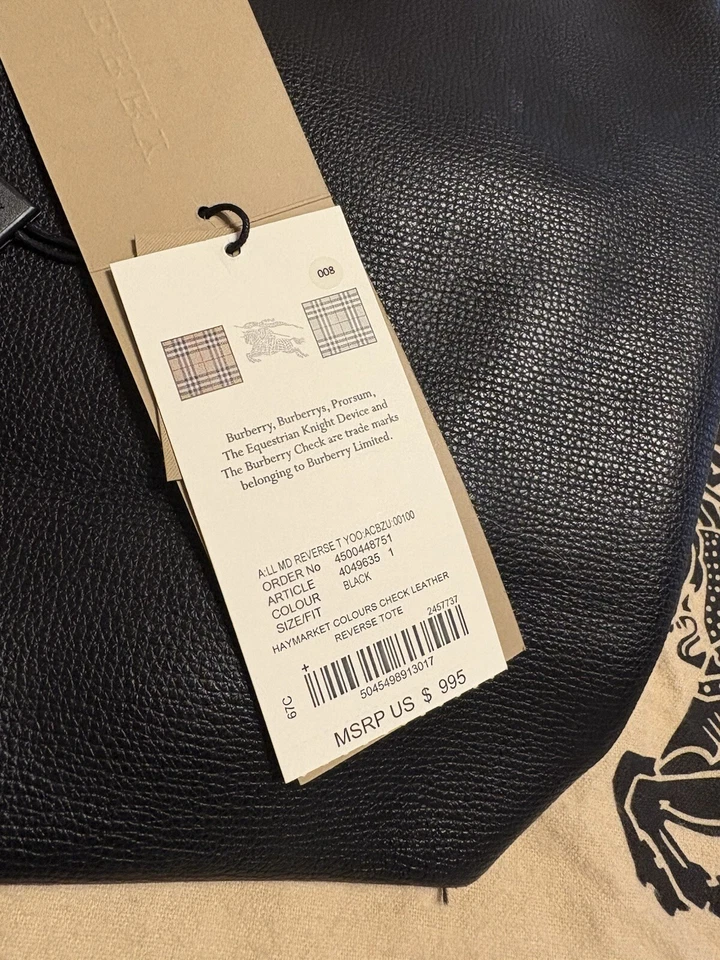 008
Burberry, Burberrys, Prorsum,
The Equestrian Knight Device and
The Burberry Check are trade marks
belonging to Burberry Limited.
A:LL MD REVERSE T YOO:ACBZU:00100
ORDER No 4500448751
ARTICLE 4049635 1
COLOUR BLACK
SIZE/FIT
HAYMARKET COLOURS CHECK LEATHER
REVERSE TOTE 2457737
67C
5045498913017
MSRP US $ 995